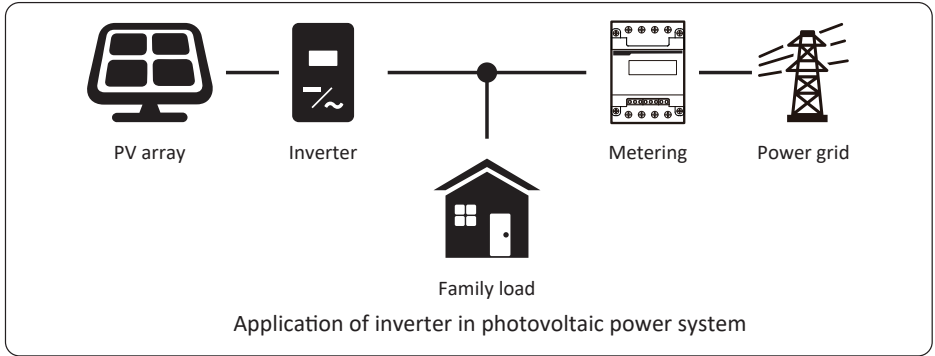 PV array
Inverter
Metering
Power grid
Family load
Application of inverter in photovoltaic power system